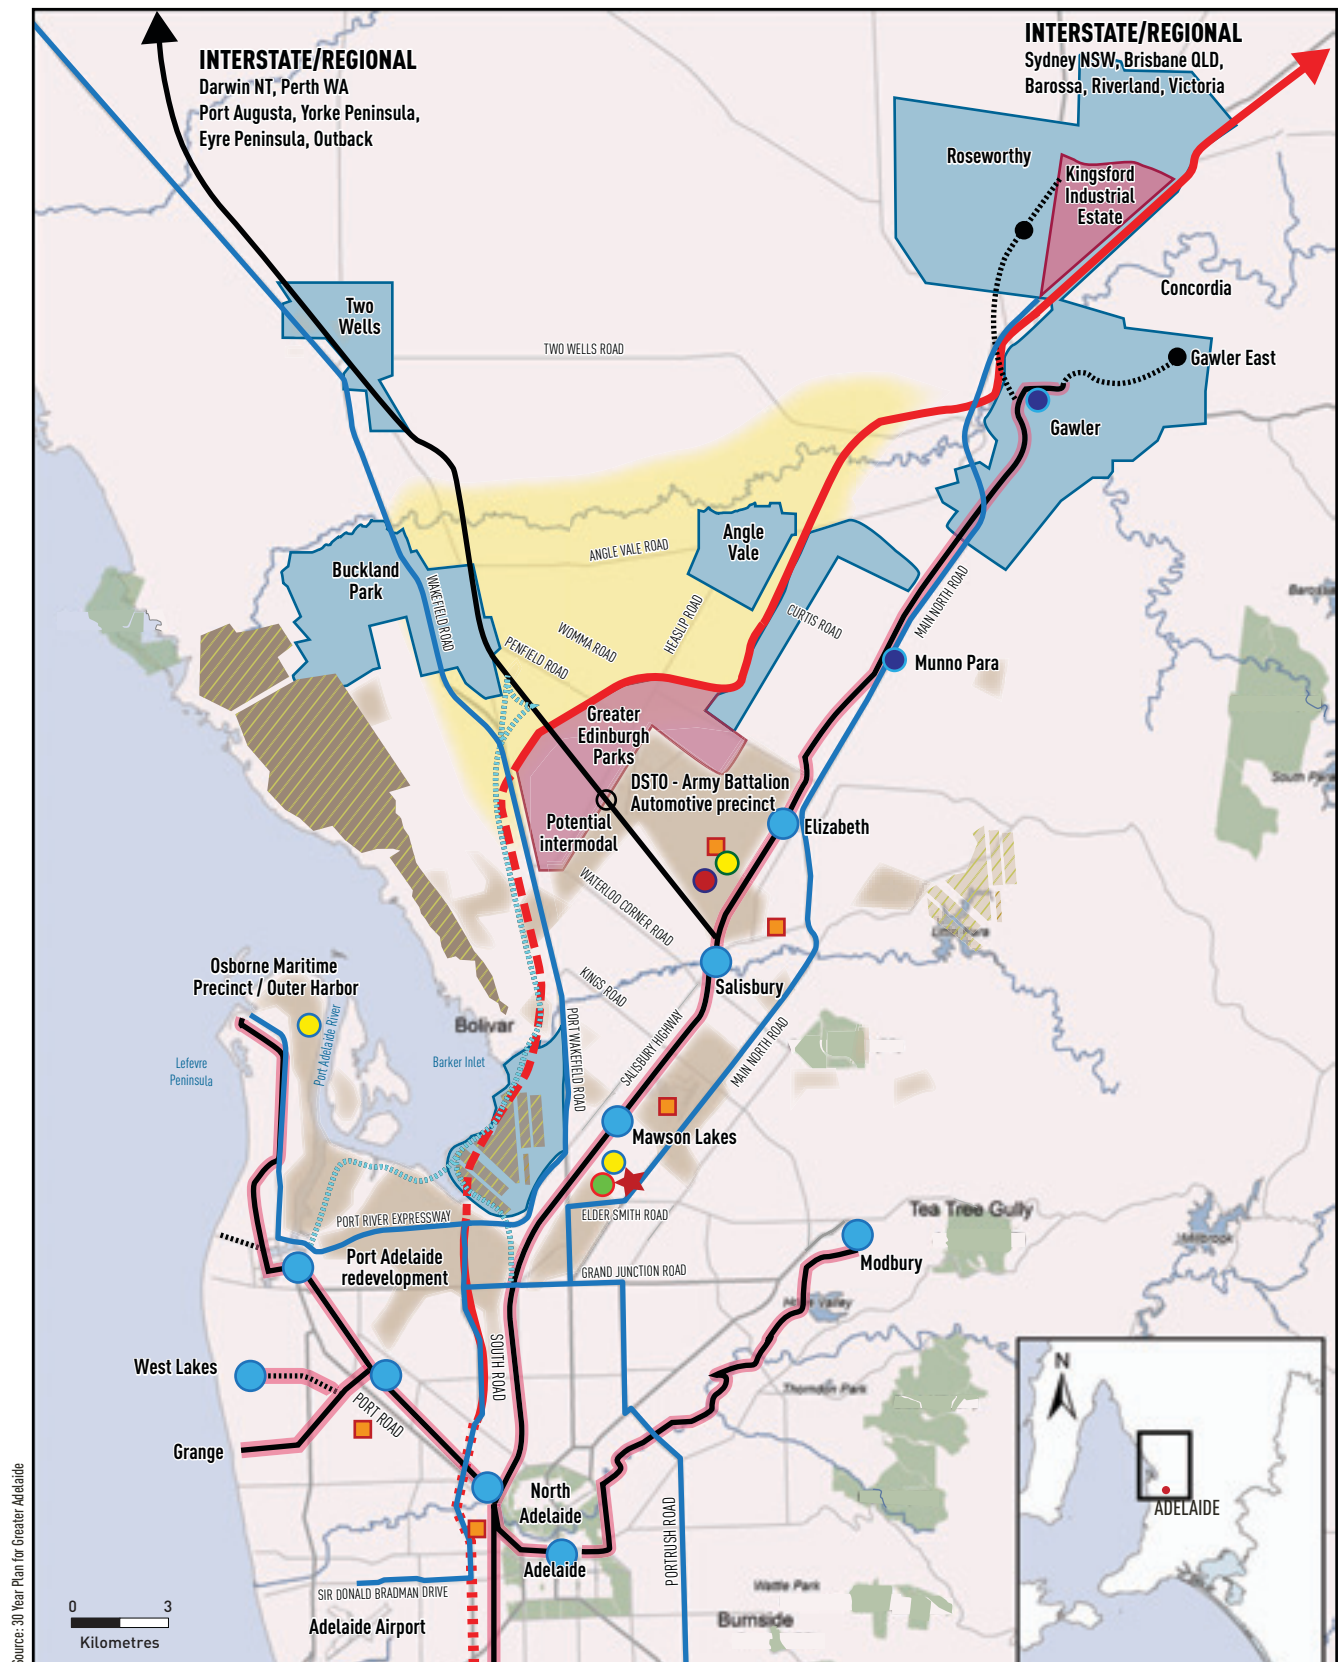 INTERSTATE/REGIONAL
Darwin NT, Perth WA
Port Augusta, Yorke Peninsula,
Eyre Peninsula, Outback
INTERSTATE/REGIONAL
Sydney NSW, Brisbane QLD,
Barossa, Riverland, Victoria
Roseworthy
Kingsford
Industrial
Estate
Concordia
Two
Wells
TWO WELLS ROAD
Gawler East
Gawler
Angle
Vale
ANGLE VALE ROAD
Buckland
Park
WAKEFIELD ROAD
HEASLIP ROAD
CURTIS ROAD
MAIN NORTH ROAD
WOMMA ROAD
PENFIELD ROAD
Munno Para
South Para
Greater
Edinburgh
Parks
DSTO - Army Battalion
Automotive precinct
Potential
intermodal
Elizabeth
WATERLOO CORNER ROAD
Osborne Maritime
Precinct / Outer Harbor
Salisbury
KINGS ROAD
Port Adelaide River
Bolivar
PORT WAKEFIELD ROAD
SALISBURY HIGHWAY
MAIN NORTH ROAD
Lefevre
Peninsula
Barker Inlet
Mawson Lakes
PORT RIVER EXPRESSWAY
ELDER SMITH ROAD
Tea Tree Gully
Millbrook
Port Adelaide
redevelopment
GRAND JUNCTION ROAD
Modbury
SOUTH ROAD
West Lakes
PORT ROAD
Thorndon Park
Grange
North
Adelaide
PORTRUSH ROAD
Adelaide
Wattle Park
SIR DONALD BRADMAN DRIVE
Burnside
Adelaide Airport
0 3
Kilometres
N
ADELAIDE
Source: 30 Year Plan for Greater Adelaide